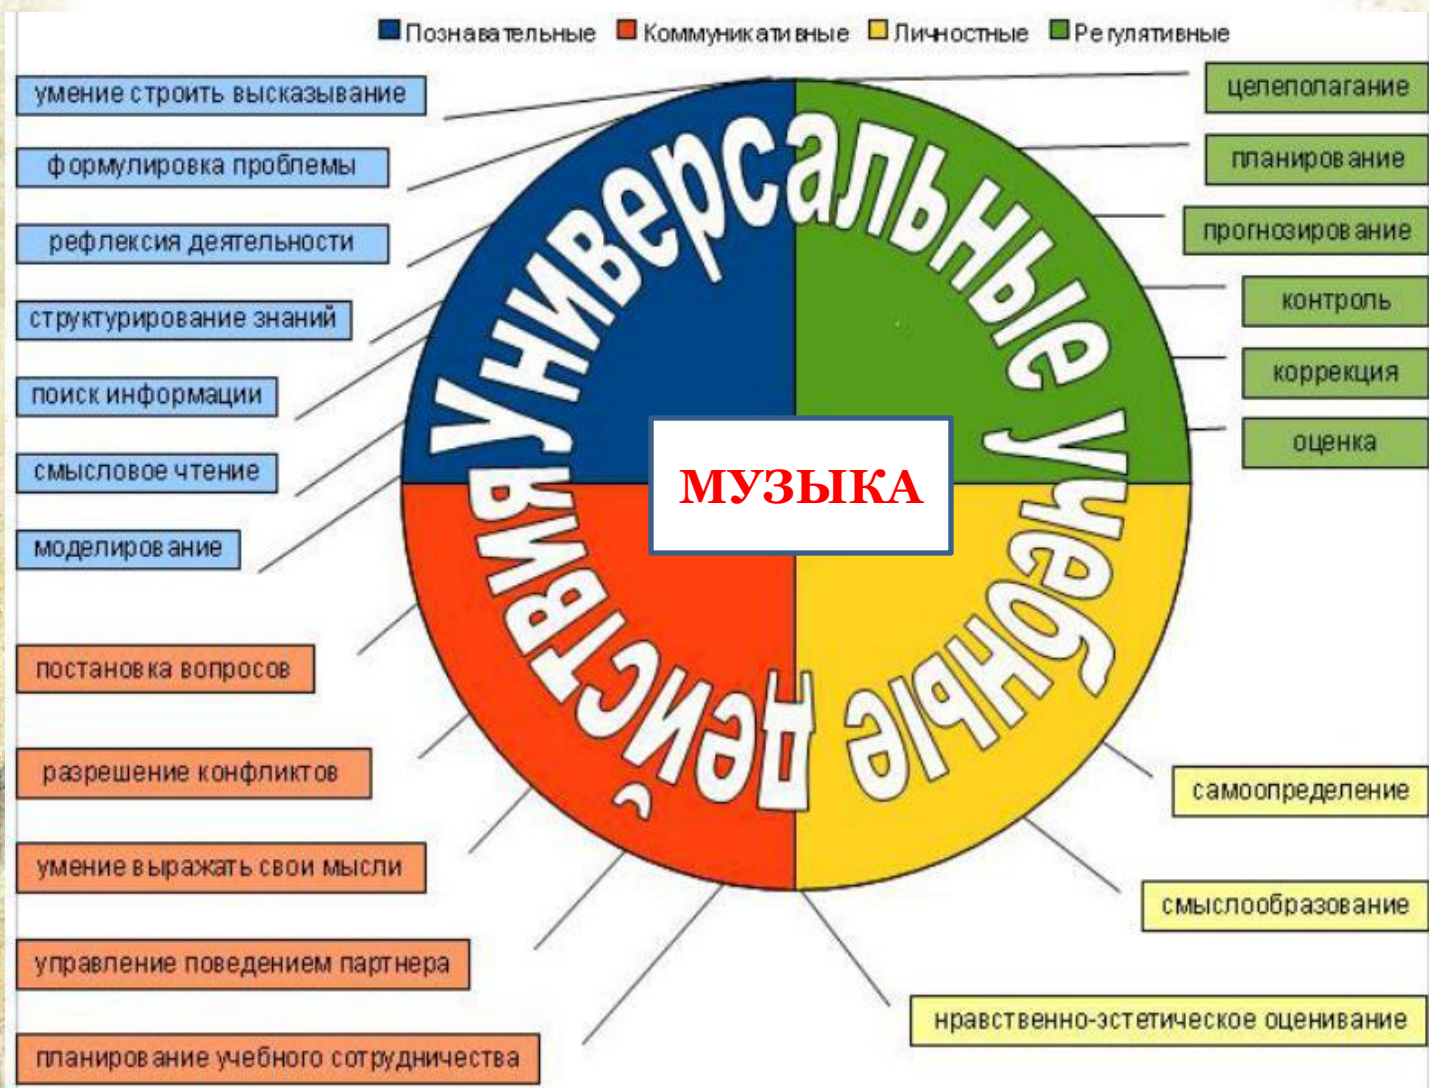 Познавательные Коммуникативные Личностные Регулятивные
умение строить высказывание
формулировка проблемы
рефлексия деятельности
структурирование знаний
поиск информации
смысловое чтение
моделирование
постановка вопросов
разрешение конфликтов
умение выражать свои мысли
управление поведением партнера
планирование учебного сотрудничества
Универсальные учебные действия
МУЗЫКА
целеполагание
планирование
прогнозирование
контроль
коррекция
оценка
самоопределение
смыслообразование
нравственно-эстетическое оценивание